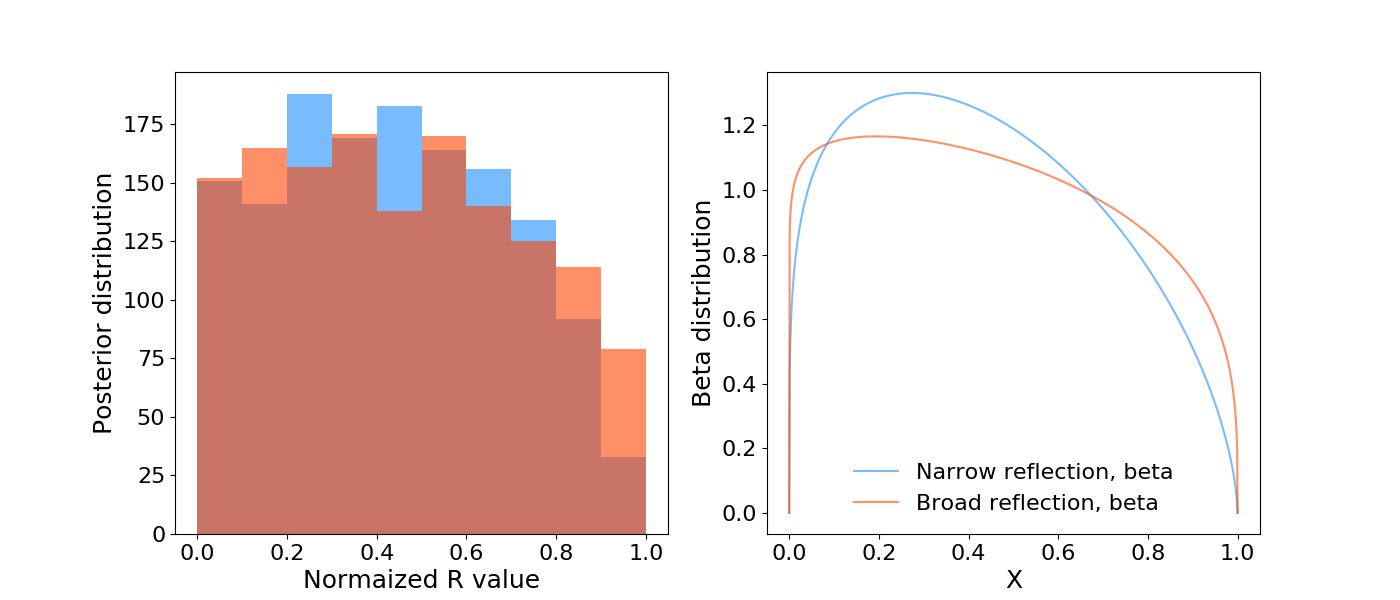 Posterior distribution
175
150
125
100
75
50
25
0
0.0 0.2 0.4 0.6 0.8 1.0
Normaized R value
Beta distribution
1.2
1.0
0.8
0.6
0.4
0.2
0.0
Narrow reflection, beta
Broad reflection, beta
0.0 0.2 0.4 0.6 0.8 1.0
X